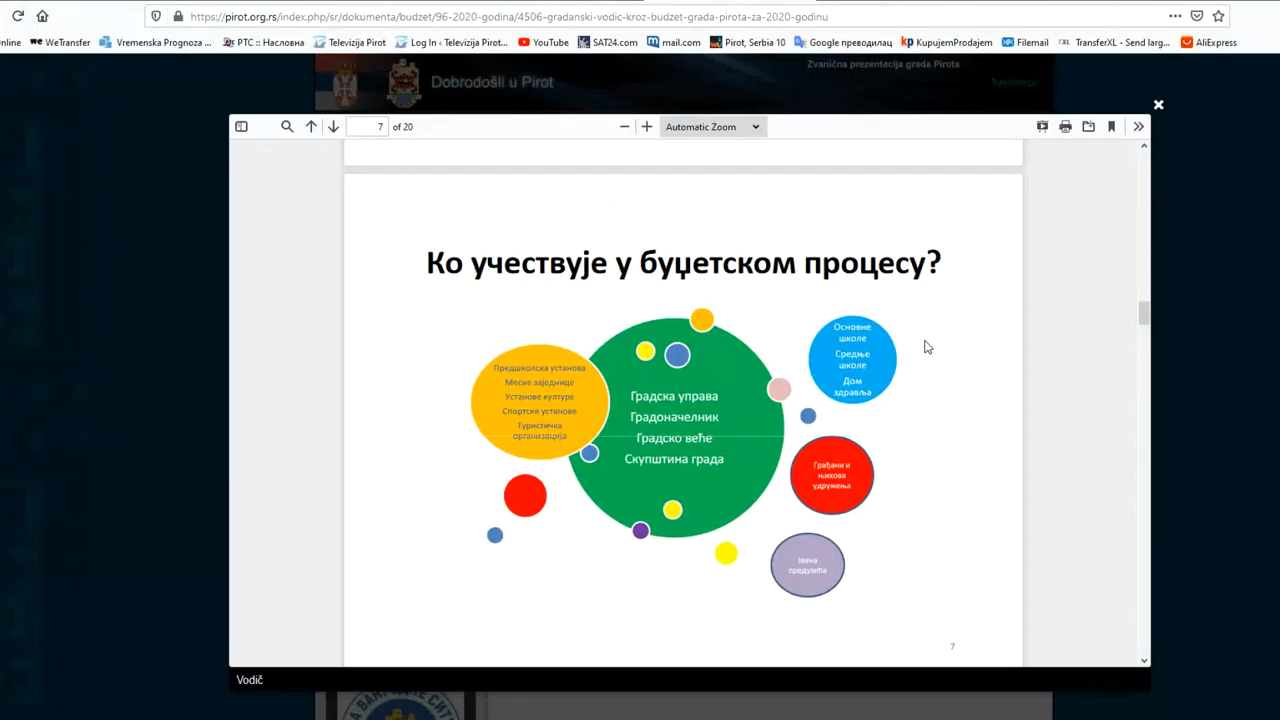 https://pirot.org.rs/index.php/sr/dokumenta/budzet/96-2020-godina/4506-gradanski-vodic-kroz-budzet-grada-pirota-za-2020-godinu
nline WeTransfer Vremenska Prognoza ... PTC :: Насловна Televizija Pirot Log In ‹ Televizija Pirot... YouTube SAT24.com mail.com Pirot, Serbia 10 Google преводилац KupujemProdajem Filemail TransferXL - Send larg... AliExpress
Zvanična prezentacija grada Pirota
Dobrodošli u Pirot
Ћирилица
7 of 20
Automatic Zoom
Ко учествује у буџетском процесу?
Предшколска установа
Месне заједнице
Установе културе
Спортске установе
Туристичка
организација
Градска управа
Градоначелник
Градско веће
Скупштина града
Основне
школе
Средње
школе
Дом
здравља
Грађани и
њихова
удружења
Јавна
предузећа
7
Vodič